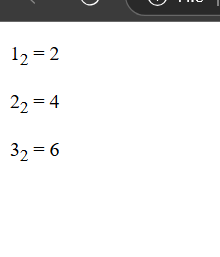 1₂ = 2
2₂ = 4
3₂ = 6